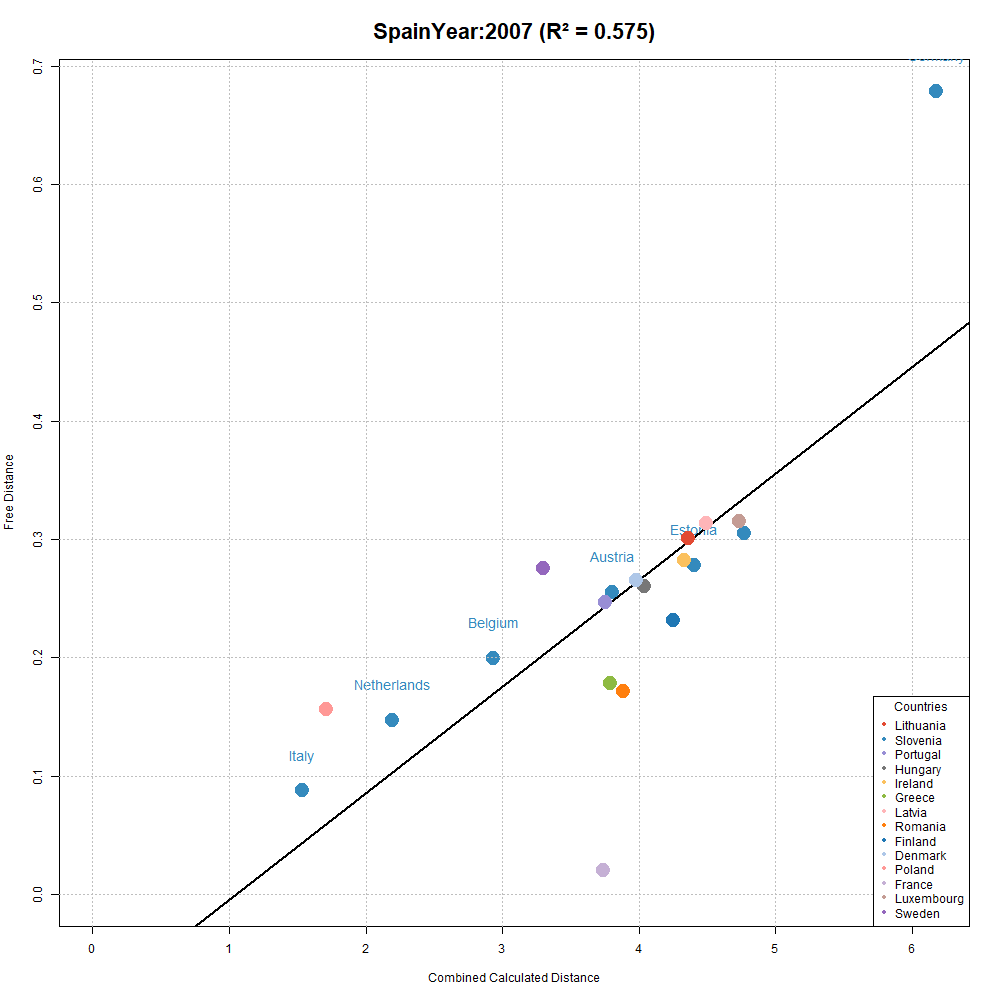 SpainYear:2007 (R² = 0.575)
0.7
0.6
0.5
0.4
0.3
0.2
0.1
0.0
Free Distance
Estonia
Austria
Belgium
Netherlands
Italy
Countries
Lithuania
Slovenia
Portugal
Hungary
Ireland
Greece
Latvia
Romania
Finland
Denmark
Poland
France
Luxembourg
Sweden
0 1 2 3 4 5 6
Combined Calculated Distance